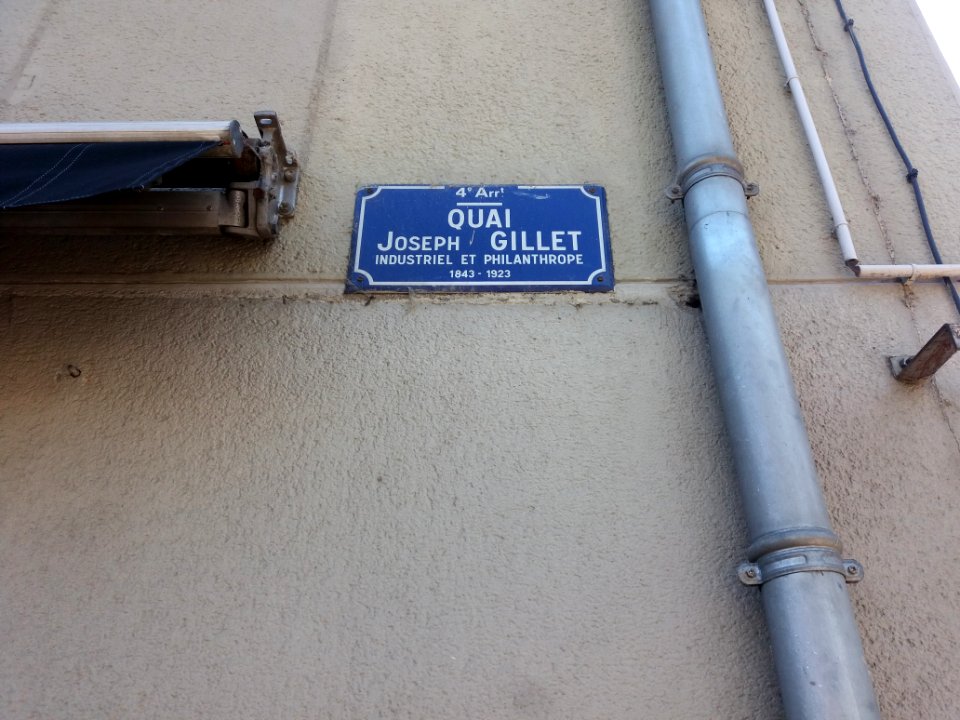 4e Arrt
QUAI
JOSEPH GILLET
INDUSTRIEL ET PHILANTHROPE
1843 - 1923